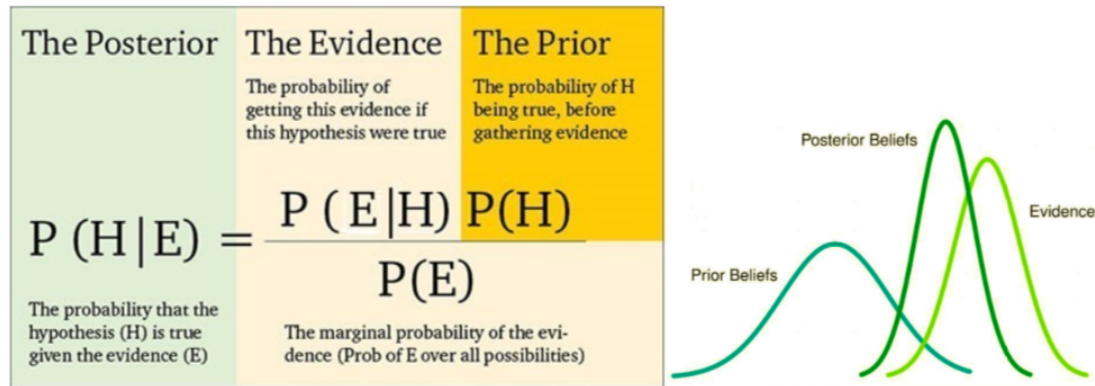 The Posterior
The Evidence
The probability of
getting this evidence if
this hypothesis were true
The Prior
The probability of H
being true, before
gathering evidence
P (H|E) = P (E|H) P(H)
P(E)
The probability that the
hypothesis (H) is true
given the evidence (E)
The marginal probability of the evi-
dence (Prob of E over all possibilities)
Posterior Beliefs
Evidence
Prior Beliefs